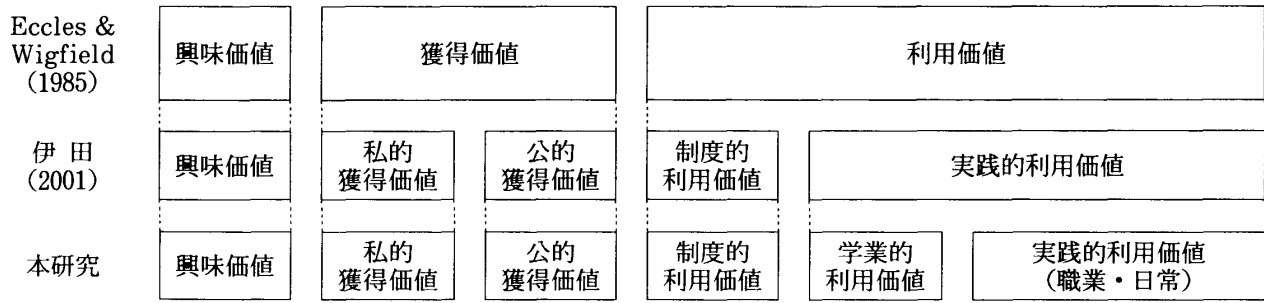 Eccles &
Wigfield
(1985)
興味価値
獲得価値
利用価値
伊 田
(2001)
興味価値
私的
獲得価値
公的
獲得価値
制度的
利用価値
実践的利用価値
本研究
興味価値
私的
獲得価値
公的
獲得価値
制度的
利用価値
学業的
利用価値
実践的利用価値
(職業・日常)